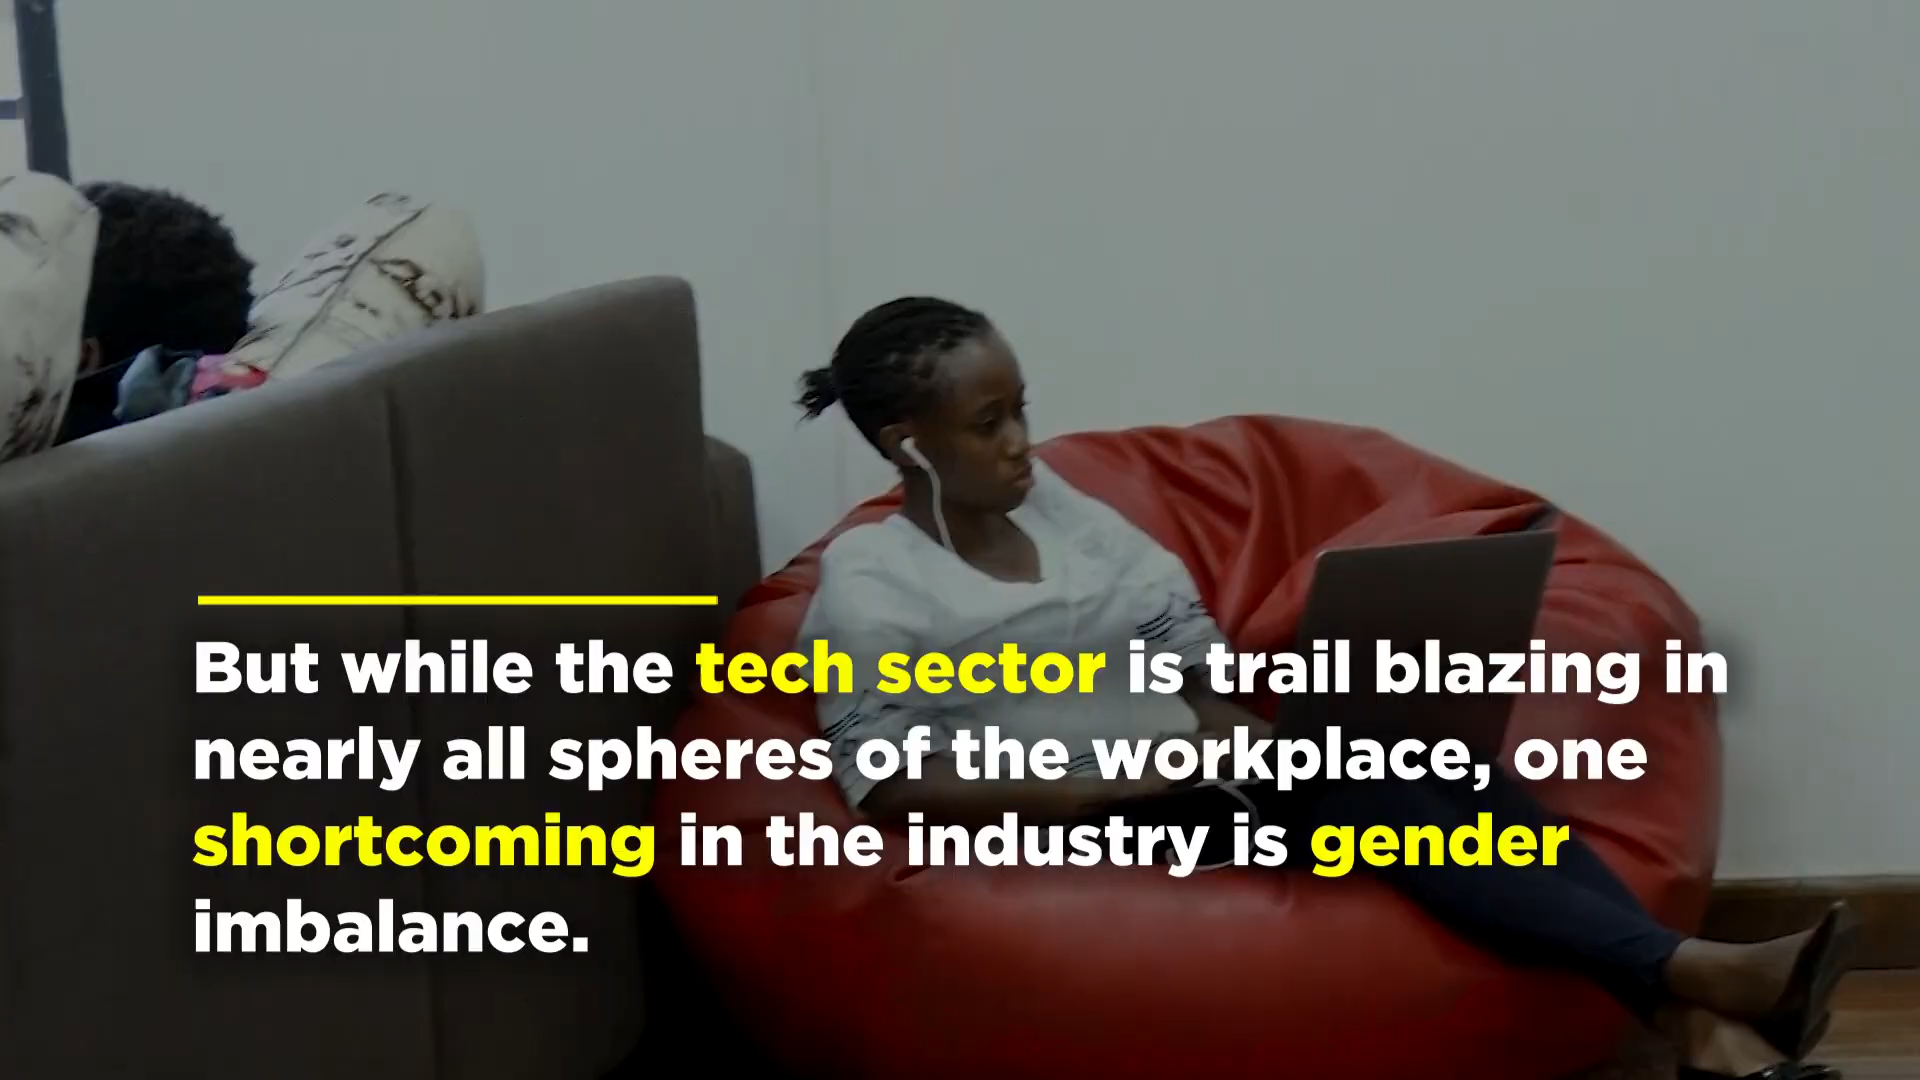 But while the tech sector is trail blazing in
nearly all spheres of the workplace, one
shortcoming in the industry is gender
imbalance.